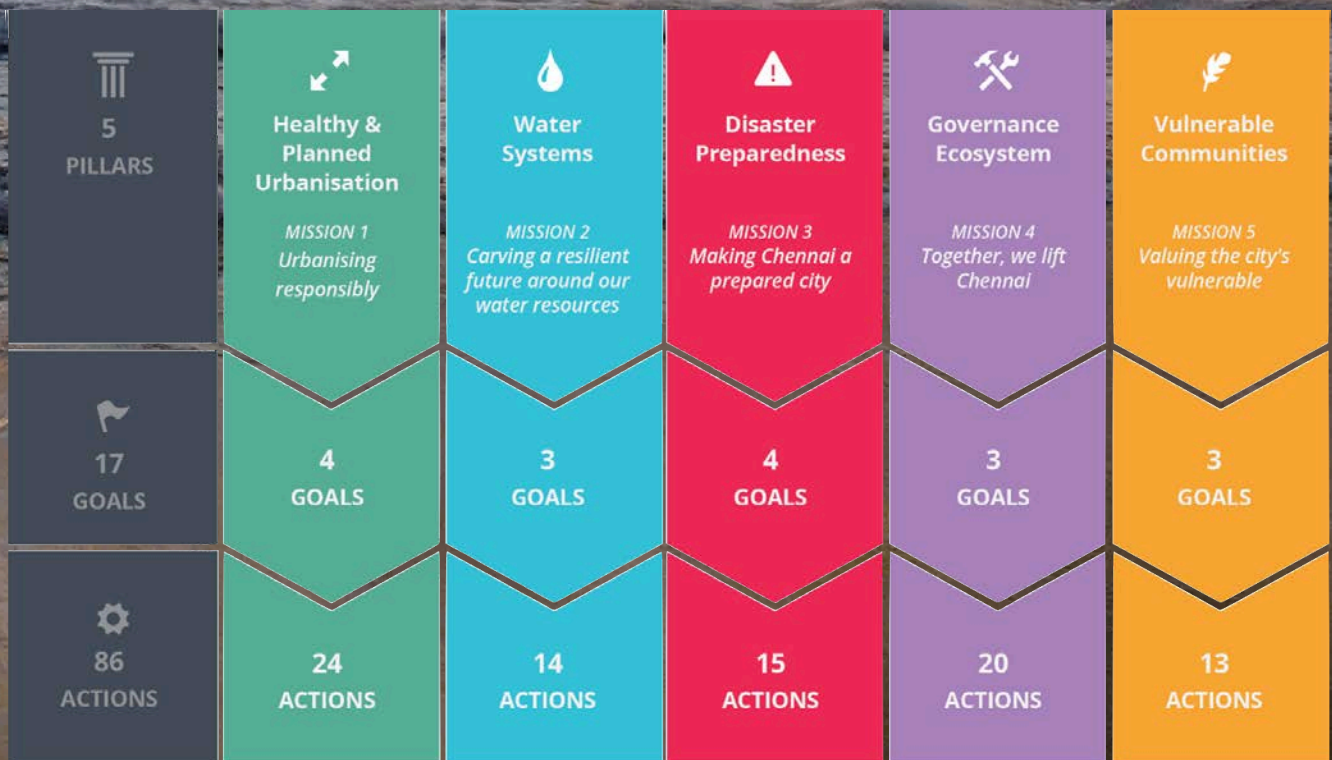 5
PILLARS
Healthy &
Planned
Urbanisation
MISSION 1
Urbanising
responsibly
Water
Systems
MISSION 2
Carving a resilient
future around our
water resources
Disaster
Preparedness
MISSION 3
Making Chennai a
prepared city
Governance
Ecosystem
MISSION 4
Together, we lift
Chennai
Vulnerable
Communities
MISSION 5
Valuing the city's
vulnerable
17
GOALS
4
GOALS
3
GOALS
4
GOALS
3
GOALS
3
GOALS
86
ACTIONS
24
ACTIONS
14
ACTIONS
15
ACTIONS
20
ACTIONS
13
ACTIONS